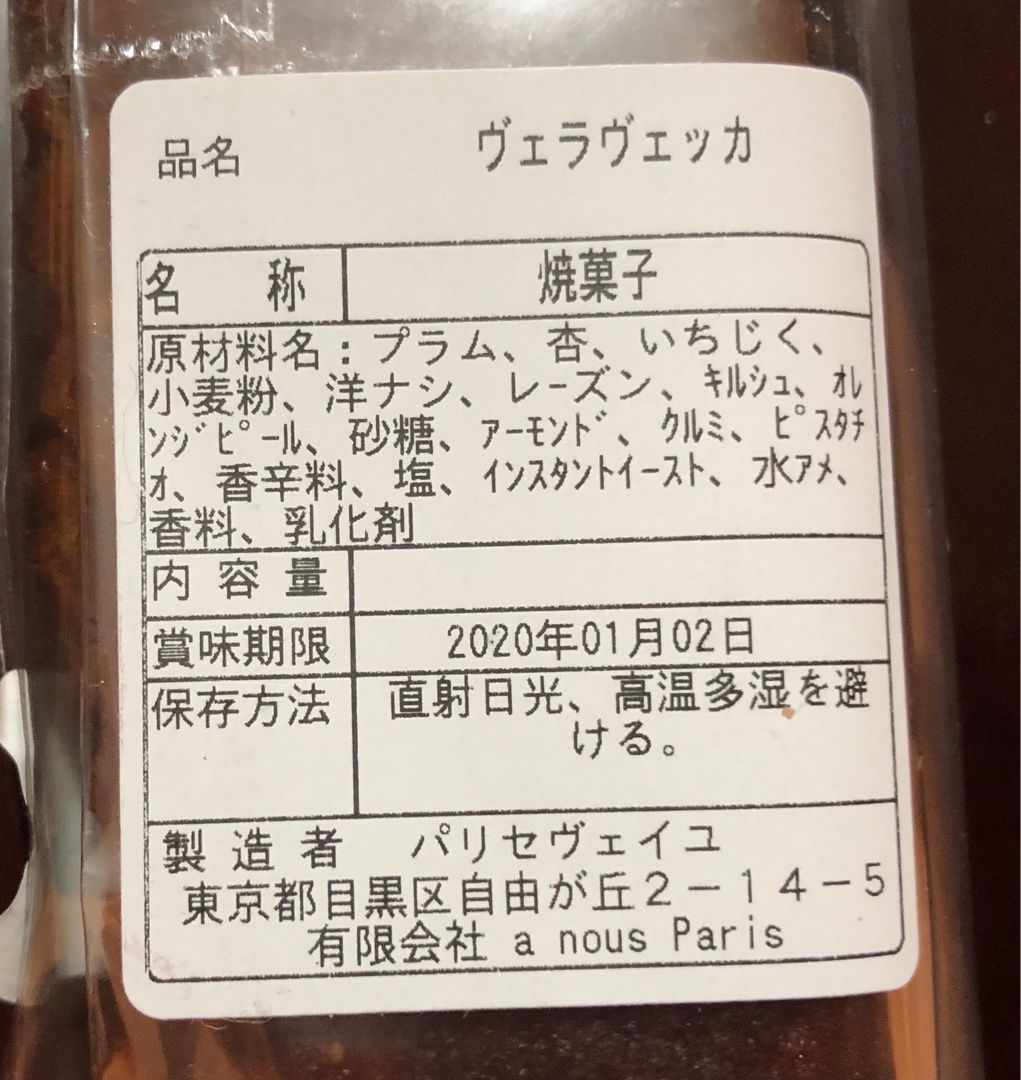 品名 ヴェラヴェッカ
名 称 焼菓子
原材料名：プラム、杏、いちじく、
小麦粉、洋ナシ、レーズン、ｷﾙｼｭ、ｵﾚ
ﾝｼﾞﾋﾟｰﾙ、砂糖、ｱｰﾓﾝﾄﾞ、ｸﾙﾐ、ﾋﾟｽﾀﾁ
ｵ、香辛料、塩、ｲﾝｽﾀﾝﾄｲｰｽﾄ、水ｱﾒ、
香料、乳化剤
内 容 量
賞味期限 2020年01月02日
保存方法 直射日光、高温多湿を避
ける。
製 造 者 パリセヴェイユ
東京都目黒区自由が丘２－１４－５
有限会社 a nous Paris